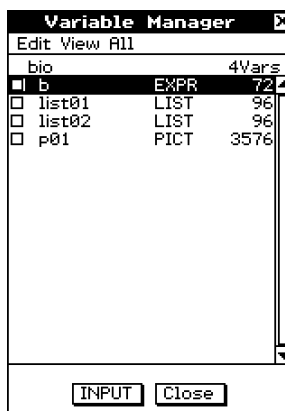 Variable Manager
Edit View All
bio 4Vars
b EXPR 72
list01 LIST 96
list02 LIST 96
p01 PICT 3576
INPUT Close